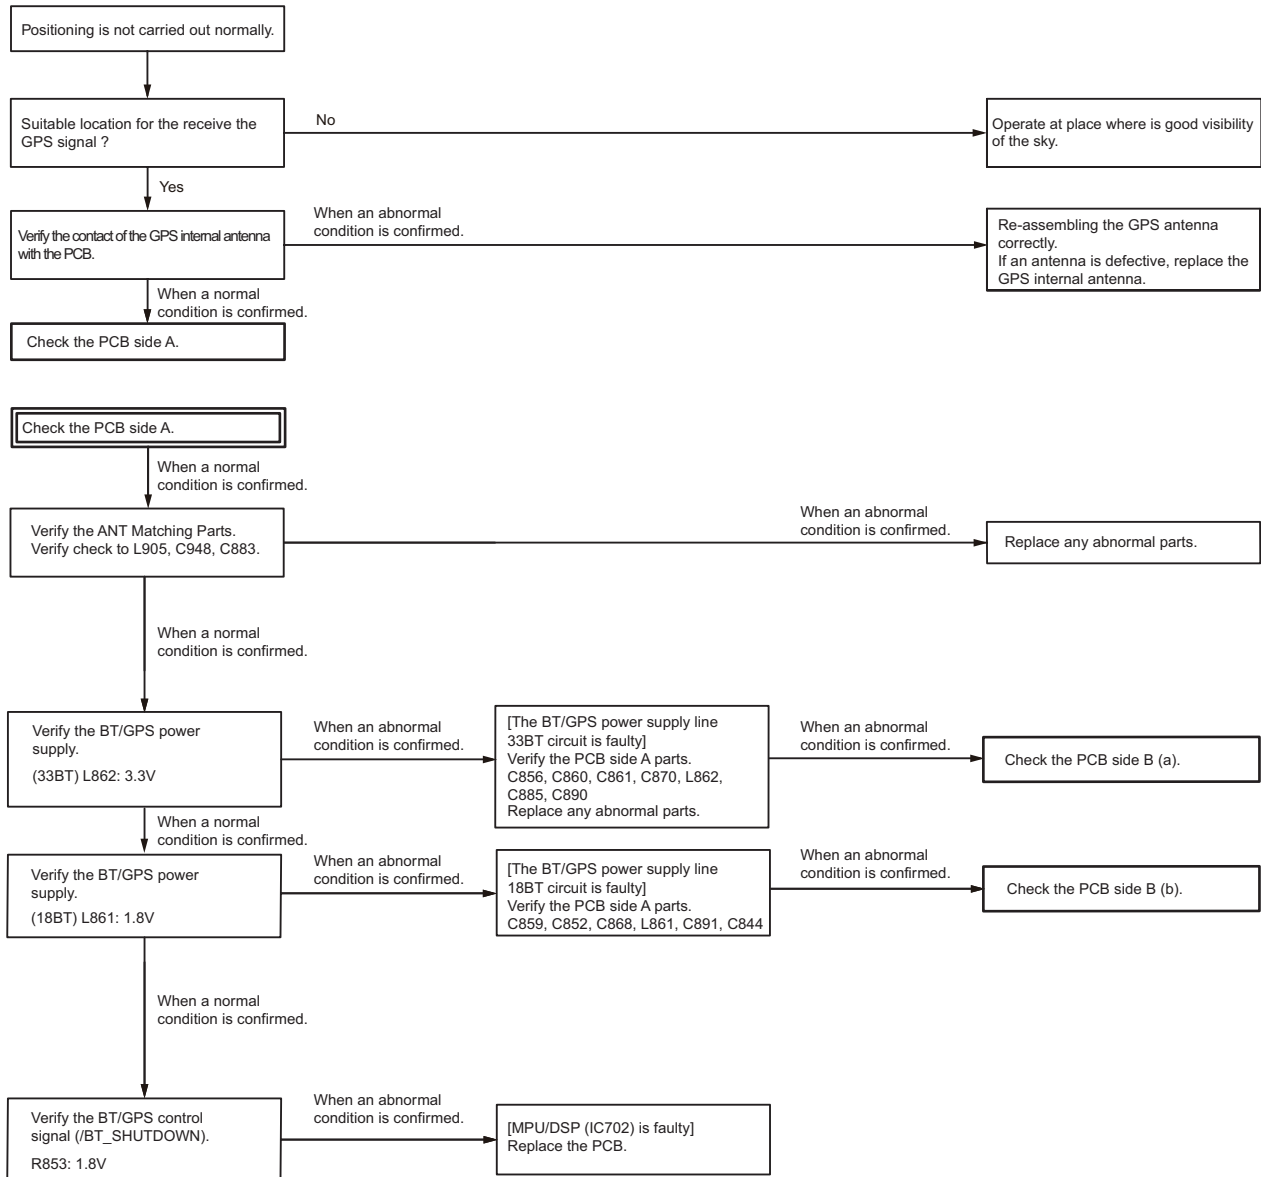 Positioning is not carried out normally.
Suitable location for the receive the
GPS signal ?
No
Operate at place where is good visibility
of the sky.
Yes
Verify the contact of the GPS internal antenna
with the PCB.
When an abnormal
condition is confirmed.
Re-assembling the GPS antenna
correctly.
If an antenna is defective, replace the
GPS internal antenna.
When a normal
condition is confirmed.
Check the PCB side A.
Check the PCB side A.
When a normal
condition is confirmed.
Verify the ANT Matching Parts.
Verify check to L905, C948, C883.
When an abnormal
condition is confirmed.
Replace any abnormal parts.
When a normal
condition is confirmed.
Verify the BT/GPS power
supply.
(33BT) L862: 3.3V
When an abnormal
condition is confirmed.
[The BT/GPS power supply line
33BT circuit is faulty]
Verify the PCB side A parts.
C856, C860, C861, C870, L862,
C885, C890
Replace any abnormal parts.
When an abnormal
condition is confirmed.
Check the PCB side B (a).
When a normal
condition is confirmed.
Verify the BT/GPS power
supply.
(18BT) L861: 1.8V
When an abnormal
condition is confirmed.
[The BT/GPS power supply line
18BT circuit is faulty]
Verify the PCB side A parts.
C859, C852, C868, L861, C891, C844
When an abnormal
condition is confirmed.
Check the PCB side B (b).
When a normal
condition is confirmed.
Verify the BT/GPS control
signal (/BT_SHUTDOWN).
R853: 1.8V
When an abnormal
condition is confirmed.
[MPU/DSP (IC702) is faulty]
Replace the PCB.